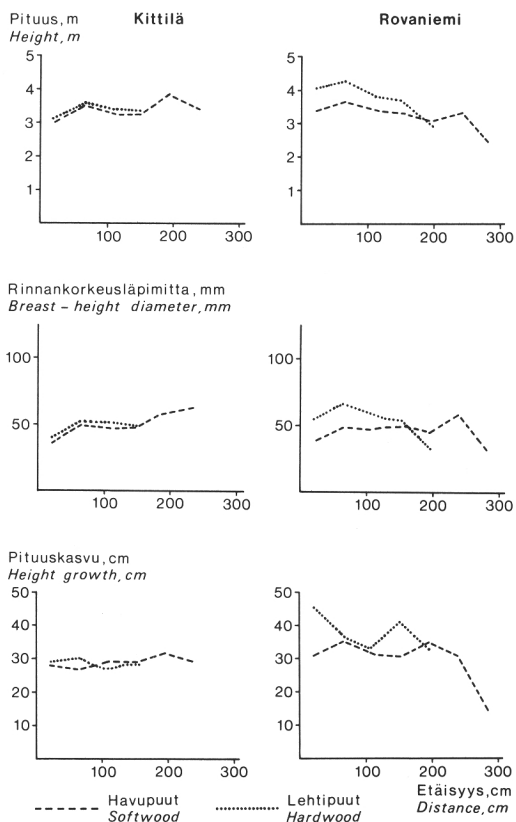 Pituus, m
Height, m
Kittilä
Rovaniemi
5
4
3
2
1
100 200 300
5
4
3
2
1
100 200 300
Rinnankorkeusläpimitta, mm
Breast – height diameter, mm
100
50
100 200 300
100
50
100 200 300
Pituuskasvu, cm
Height growth, cm
50
40
30
20
10
100 200 300
50
40
30
20
10
100 200 300
Etäisyys, cm
Distance, cm
Havupuut
Softwood
Lehtipuut
Hardwood